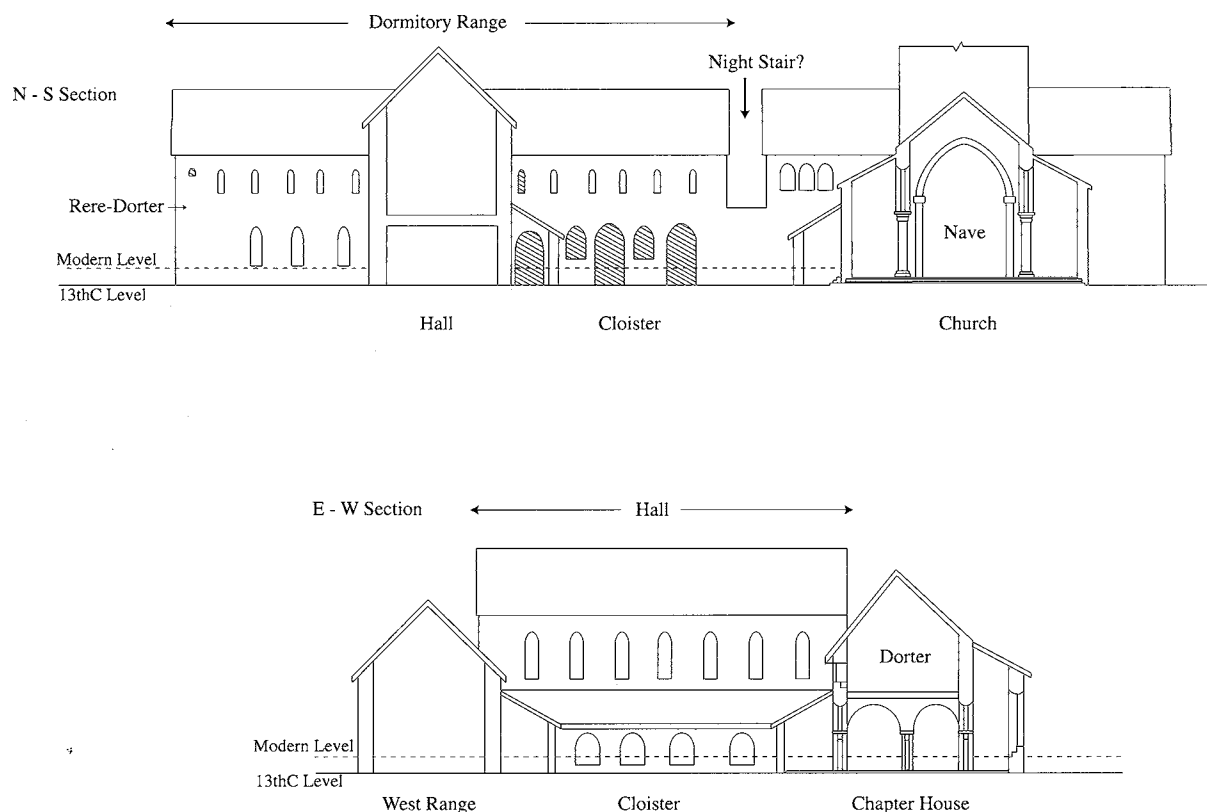 Dormitory Range
Night Stair?
N - S Section
Rere-Dorter
Nave
Modern Level
13thC Level
Hall
Cloister
Church
E - W Section
Hall
Dorter
Modern Level
13thC Level
West Range
Cloister
Chapter House